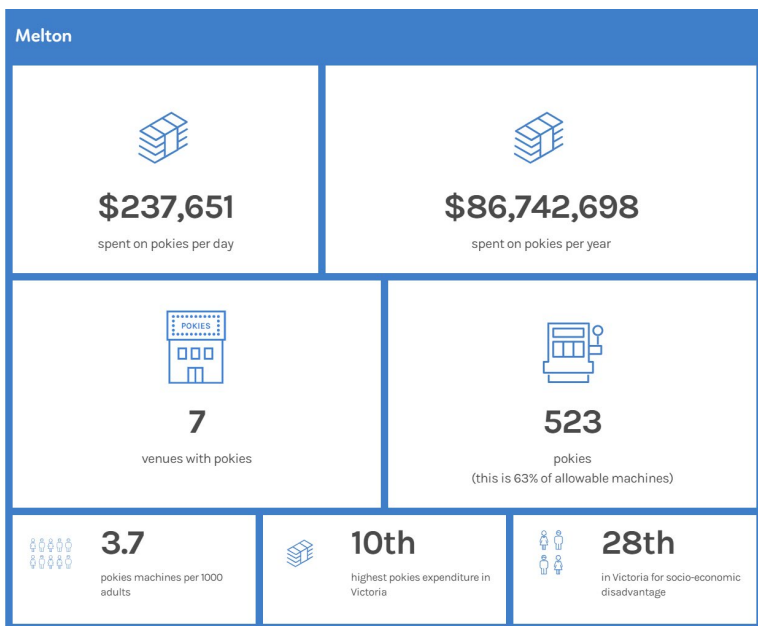 Melton
$237,651
spent on pokies per day
$86,742,698
spent on pokies per year
POKIES
7
venues with pokies
523
pokies
(this is 63% of allowable machines)
3.7
pokies machines per 1000
adults
10th
highest pokies expenditure in
Victoria
28th
in Victoria for socio-economic
disadvantage